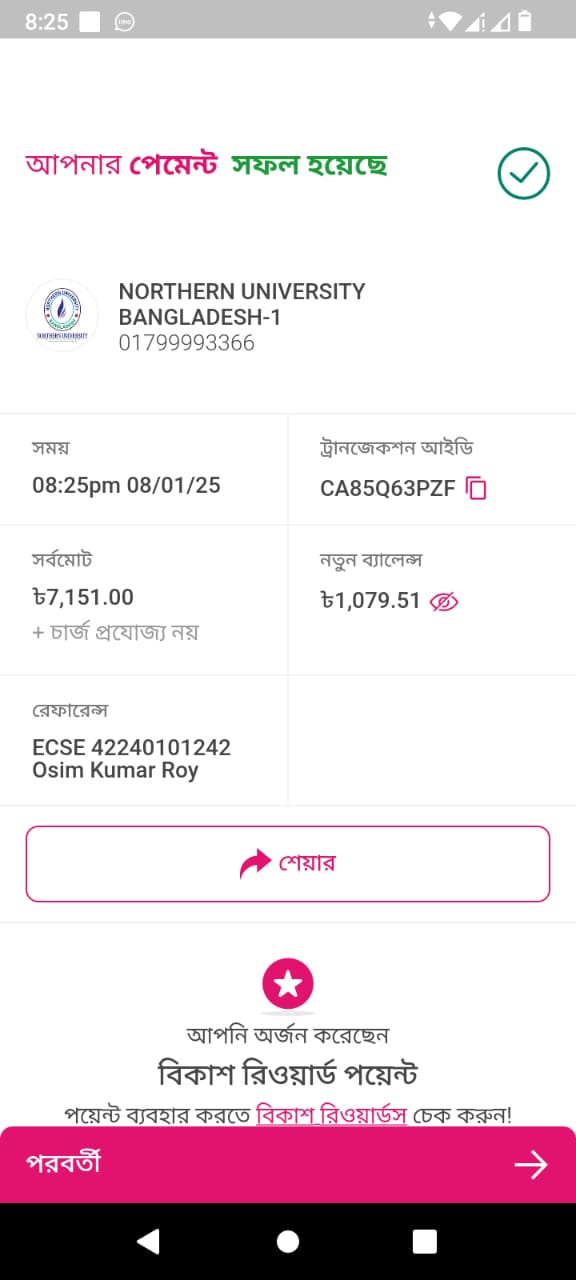 8:25
আপনার পেমেন্ট সফল হয়েছে
NORTHERN UNIVERSITY
BANGLADESH-1
01799993366
সময়
08:25pm 08/01/25
ট্রানজেকশন আইডি
CA85Q63PZF
সর্বমোট
৳7,151.00
+ চার্জ প্রযোজ্য নয়
নতুন ব্যালেন্স
৳1,079.51
রেফারেন্স
ECSE 42240101242
Osim Kumar Roy
শেয়ার
আপনি অর্জন করেছেন
বিকাশ রিওয়ার্ড পয়েন্ট
পয়েন্ট ব্যবহার করতে বিকাশ রিওয়ার্ডস চেক করুন!
পরবর্তী